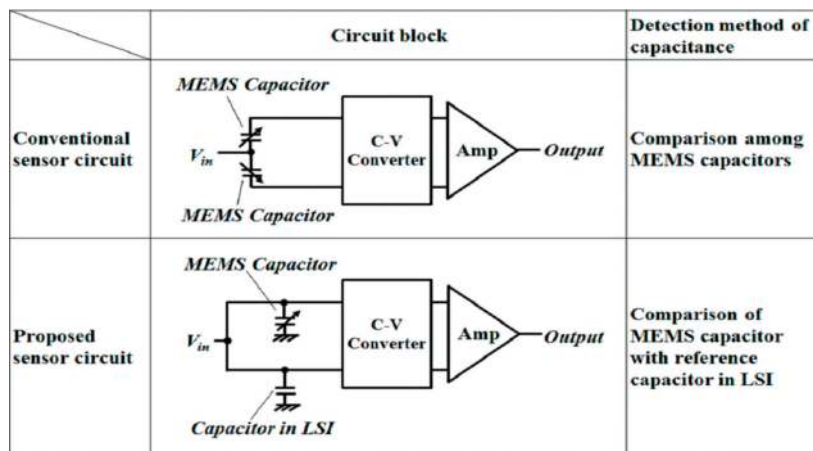 Circuit block
Detection method of
capacitance
Conventional
sensor circuit
MEMS Capacitor
Vin
MEMS Capacitor
C-V
Converter
Amp
Output
Comparison among
MEMS capacitors
Proposed
sensor circuit
MEMS Capacitor
Vin
Capacitor in LSI
C-V
Converter
Amp
Output
Comparison of
MEMS capacitor
with reference
capacitor in LSI